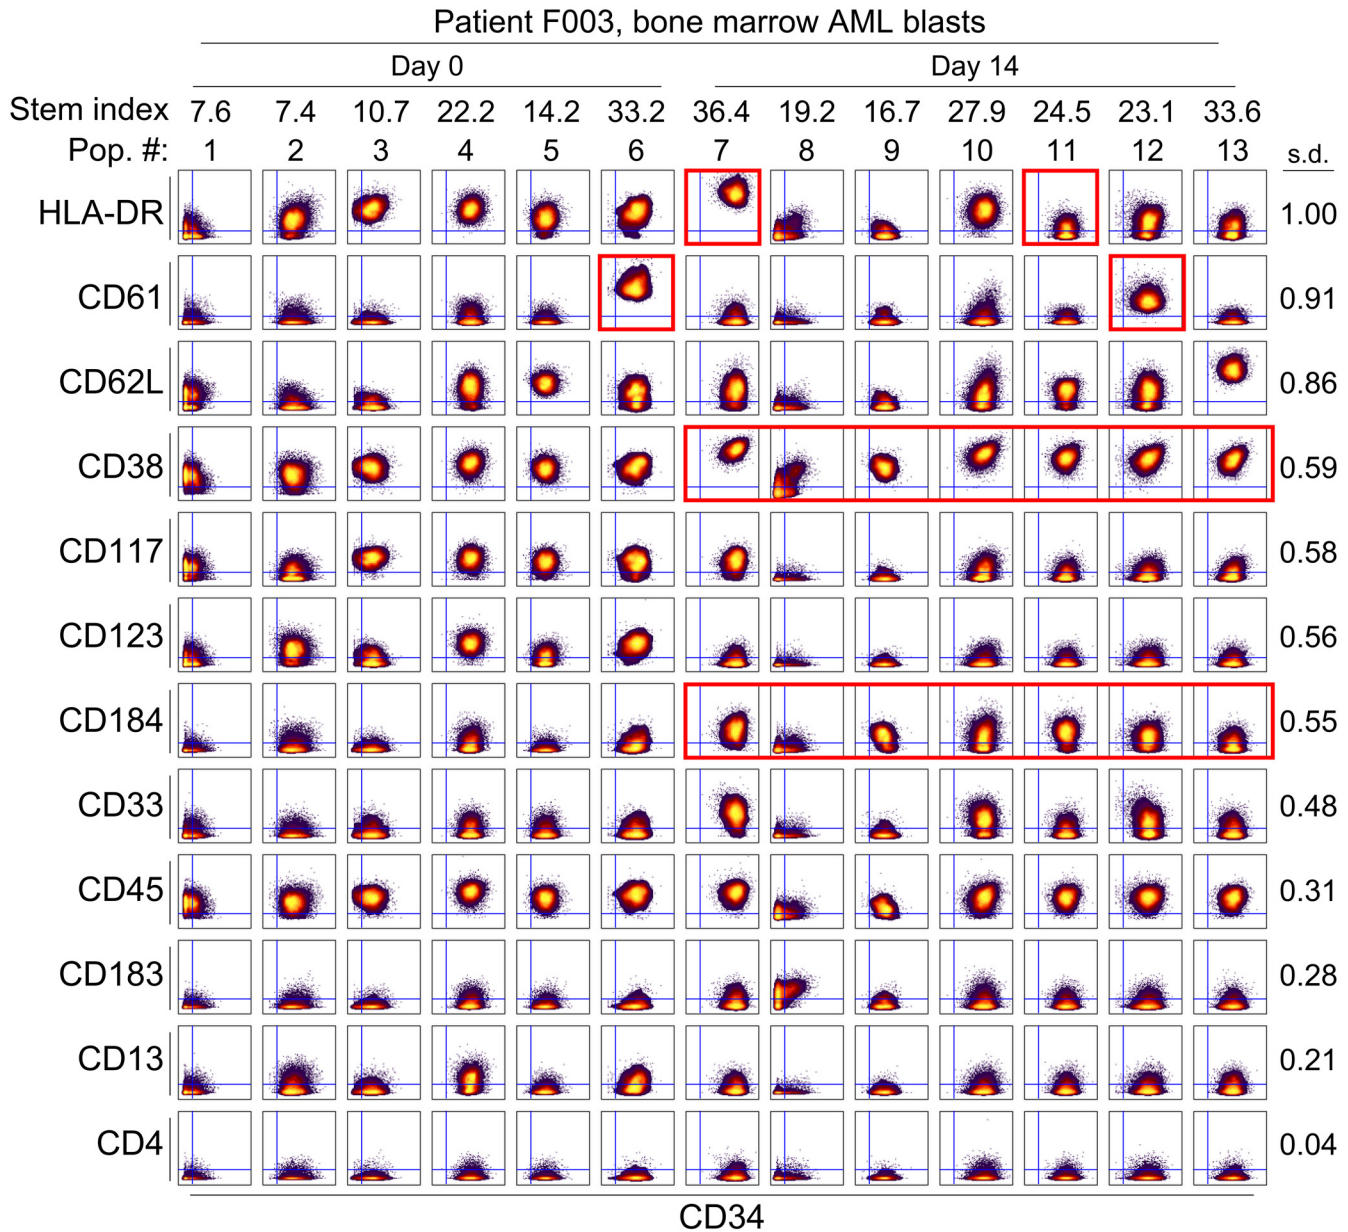 Patient F003, bone marrow AML blasts
Day 0 Day 14
Stem index 7.6 7.4 10.7 22.2 14.2 33.2 36.4 19.2 16.7 27.9 24.5 23.1 33.6
Pop. #: 1 2 3 4 5 6 7 8 9 10 11 12 13 s.d.
HLA-DR 1.00
CD61 0.91
CD62L 0.86
CD38 0.59
CD117 0.58
CD123 0.56
CD184 0.55
CD33 0.48
CD45 0.31
CD183 0.28
CD13 0.21
CD4 0.04
CD34